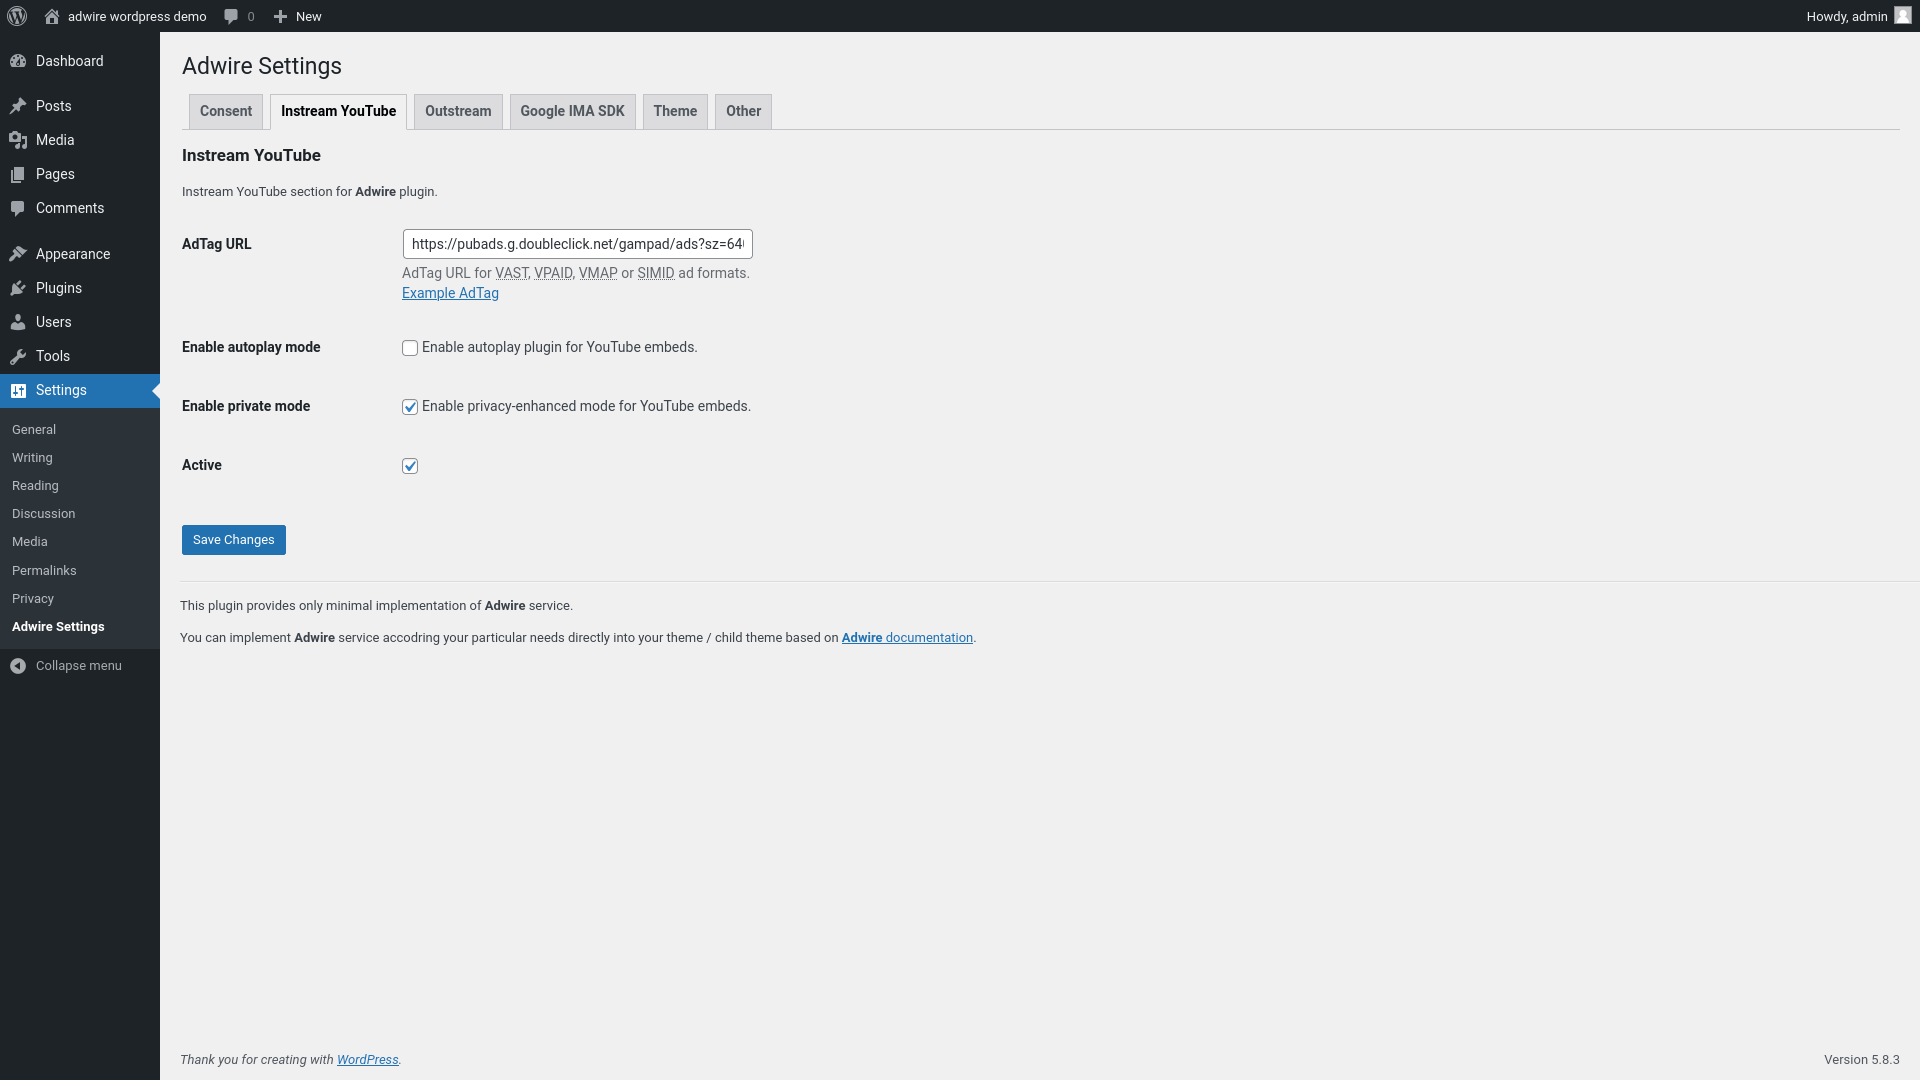 adwire wordpress demo 0 New Howdy, admin
Dashboard
Posts
Media
Pages
Comments
Appearance
Plugins
Users
Tools
Settings
General
Writing
Reading
Discussion
Media
Permalinks
Privacy
Adwire Settings
Collapse menu
Adwire Settings
Consent Instream YouTube Outstream Google IMA SDK Theme Other
Instream YouTube
Instream YouTube section for Adwire plugin.
AdTag URL https://pubads.g.doubleclick.net/gampad/ads?sz=64
AdTag URL for VAST, VPAID, VMAP or SIMID ad formats.
Example AdTag
Enable autoplay mode Enable autoplay plugin for YouTube embeds.
Enable private mode Enable privacy-enhanced mode for YouTube embeds.
Active
Save Changes
This plugin provides only minimal implementation of Adwire service.
You can implement Adwire service accodring your particular needs directly into your theme / child theme based on Adwire documentation.
Thank you for creating with WordPress. Version 5.8.3